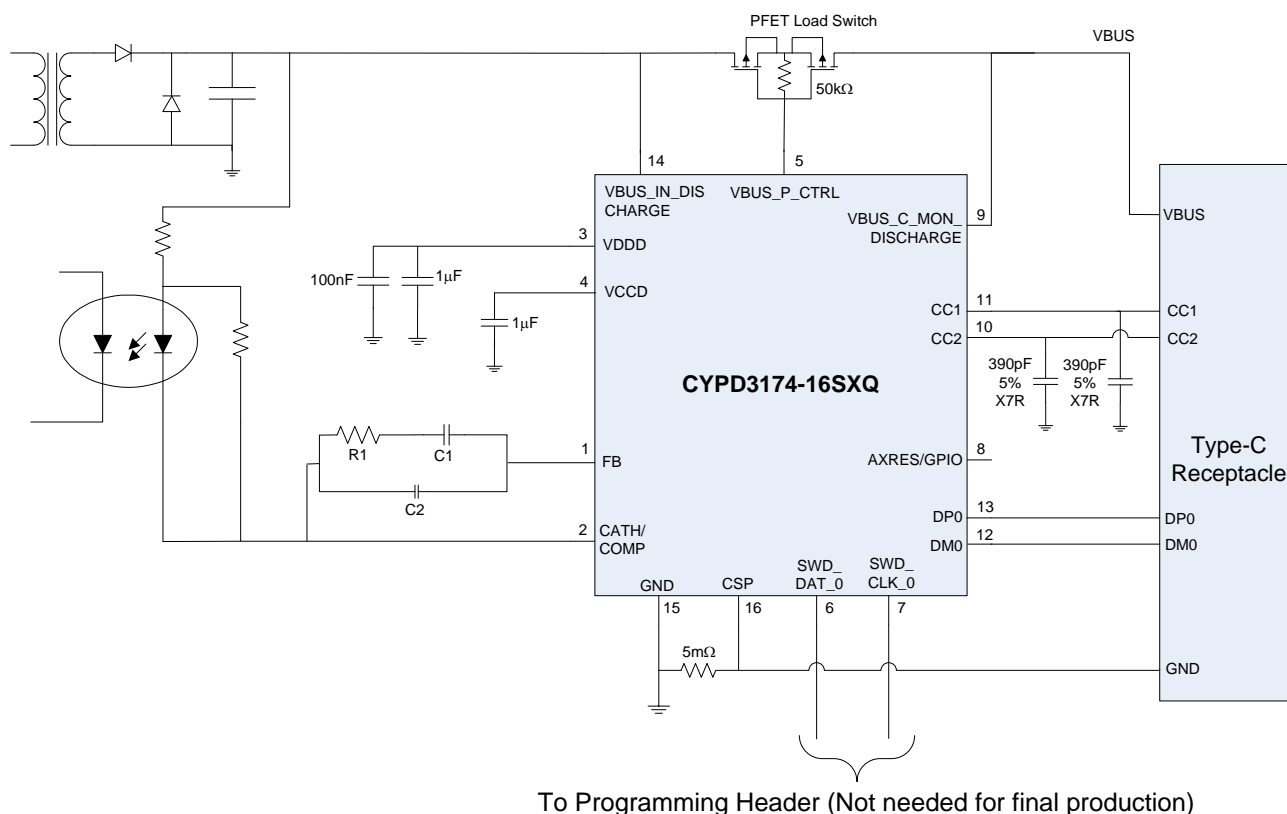 PFET Load Switch
VBUS
50kΩ
14
5
VBUS_IN_DIS
CHARGE
VBUS_P_CTRL
VBUS_C_MON_
DISCHARGE
9
VBUS
3
VDDD
100nF
1μF
4
VCCD
1μF
11
CC1
CC1
10
CC2
CC2
390pF
5%
X7R
390pF
5%
X7R
CYPD3174-16SXQ
Type-C
Receptacle
R1
C1
C2
1
FB
AXRES/GPIO
8
2
CATH/
COMP
13
DP0
DP0
12
DM0
DM0
GND
CSP
SWD_
DAT_0
SWD_
CLK_0
15
16
6
7
5mΩ
GND
To Programming Header (Not needed for final production)